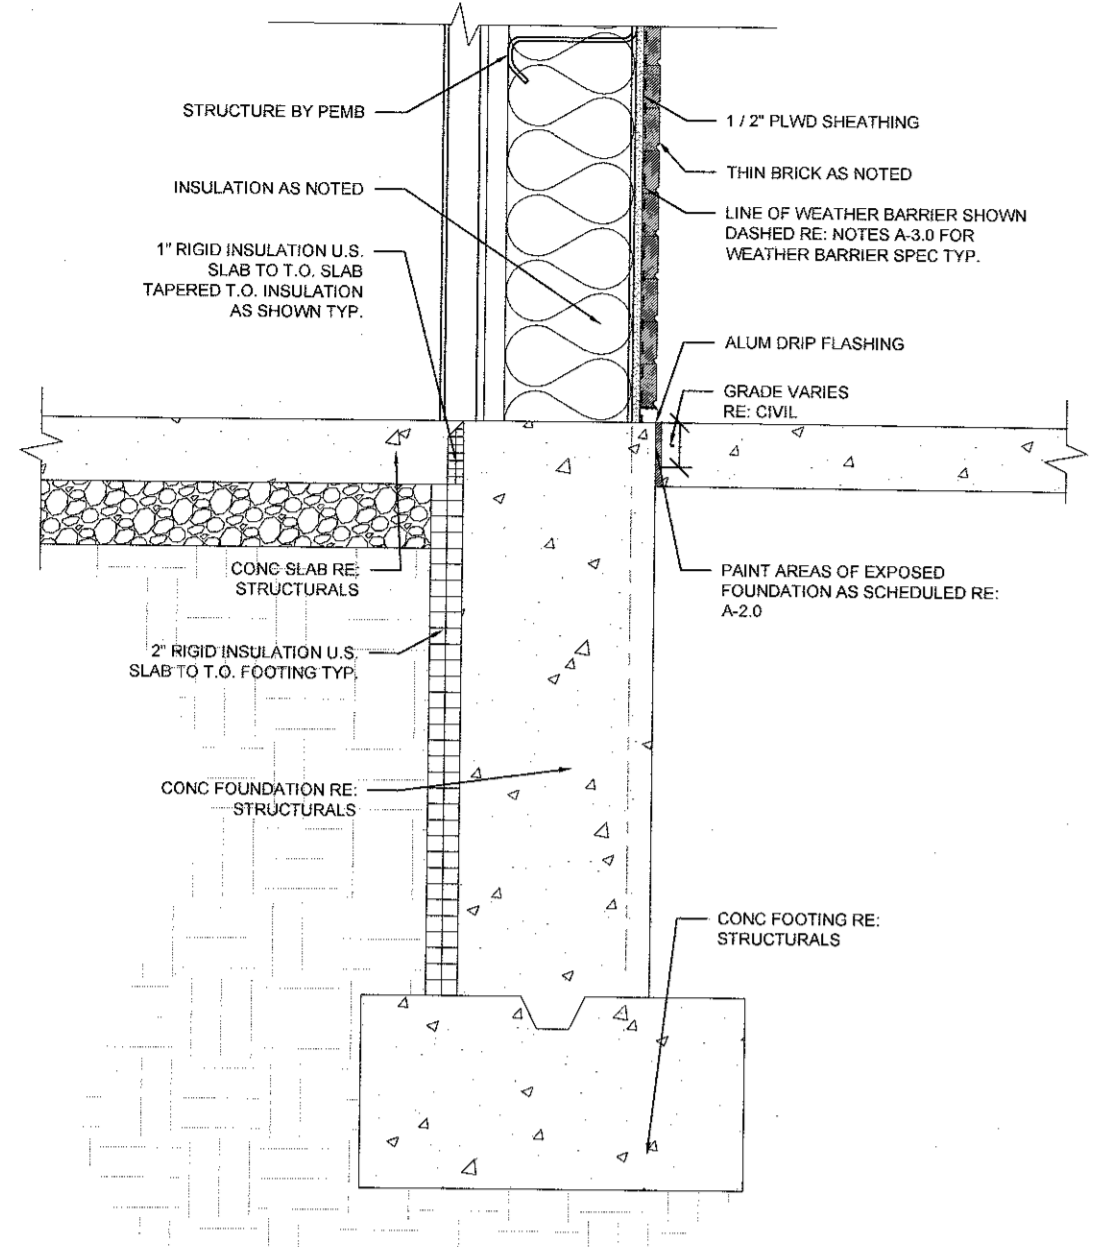 STRUCTURE BY PEMB
INSULATION AS NOTED
1" RIGID INSULATION U.S.
SLAB TO T.O. SLAB
TAPERED T.O. INSULATION
AS SHOWN TYP.
1 / 2" PLWD SHEATHING
THIN BRICK AS NOTED
LINE OF WEATHER BARRIER SHOWN
DASHED RE: NOTES A-3.0 FOR
WEATHER BARRIER SPEC TYP.
ALUM DRIP FLASHING
GRADE VARIES
RE: CIVIL
CONC SLAB RE:
STRUCTURALS
2" RIGID INSULATION U.S.
SLAB TO T.O. FOOTING TYP.
PAINT AREAS OF EXPOSED
FOUNDATION AS SCHEDULED RE:
A-2.0
CONC FOUNDATION RE:
STRUCTURALS
CONC FOOTING RE:
STRUCTURALS